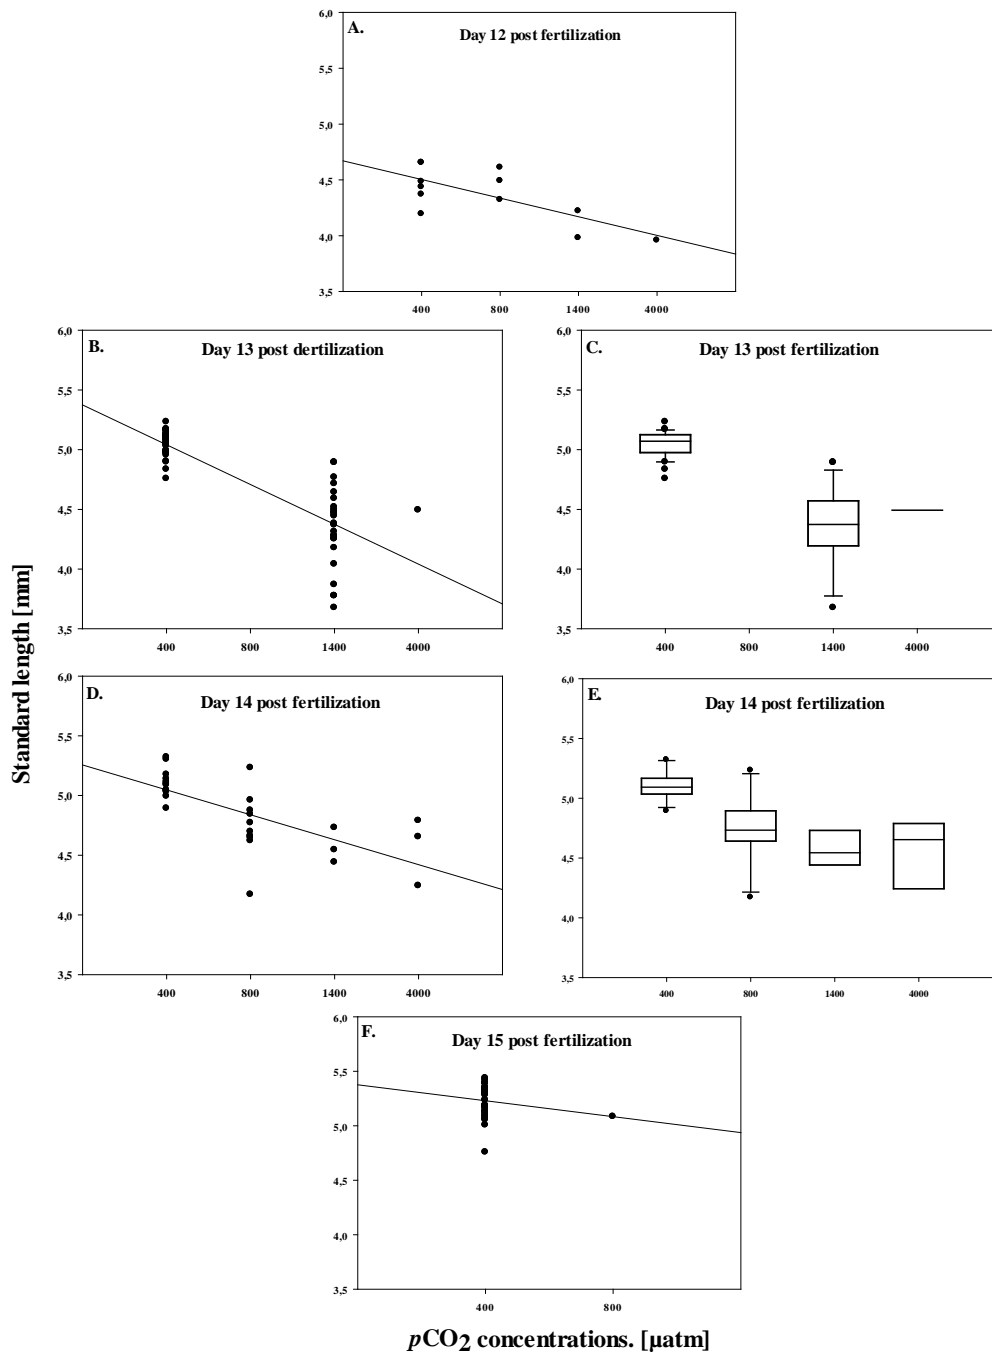 A.
Day 12 post fertilization
6,0
5,5
5,0
4,5
4,0
3,5
400 800 1400 4000
B.
Day 13 post dertilization
6,0
5,5
5,0
4,5
4,0
3,5
400 800 1400 4000
C.
Day 13 post fertilization
6,0
5,5
5,0
4,5
4,0
3,5
400 800 1400 4000
Standard length [mm]
D.
Day 14 post fertilization
6,0
5,5
5,0
4,5
4,0
3,5
400 800 1400 4000
E.
Day 14 post fertilization
6,0
5,5
5,0
4,5
4,0
3,5
400 800 1400 4000
F.
Day 15 post fertilization
6,0
5,5
5,0
4,5
4,0
3,5
400 800
pCO2 concentrations. [µatm]